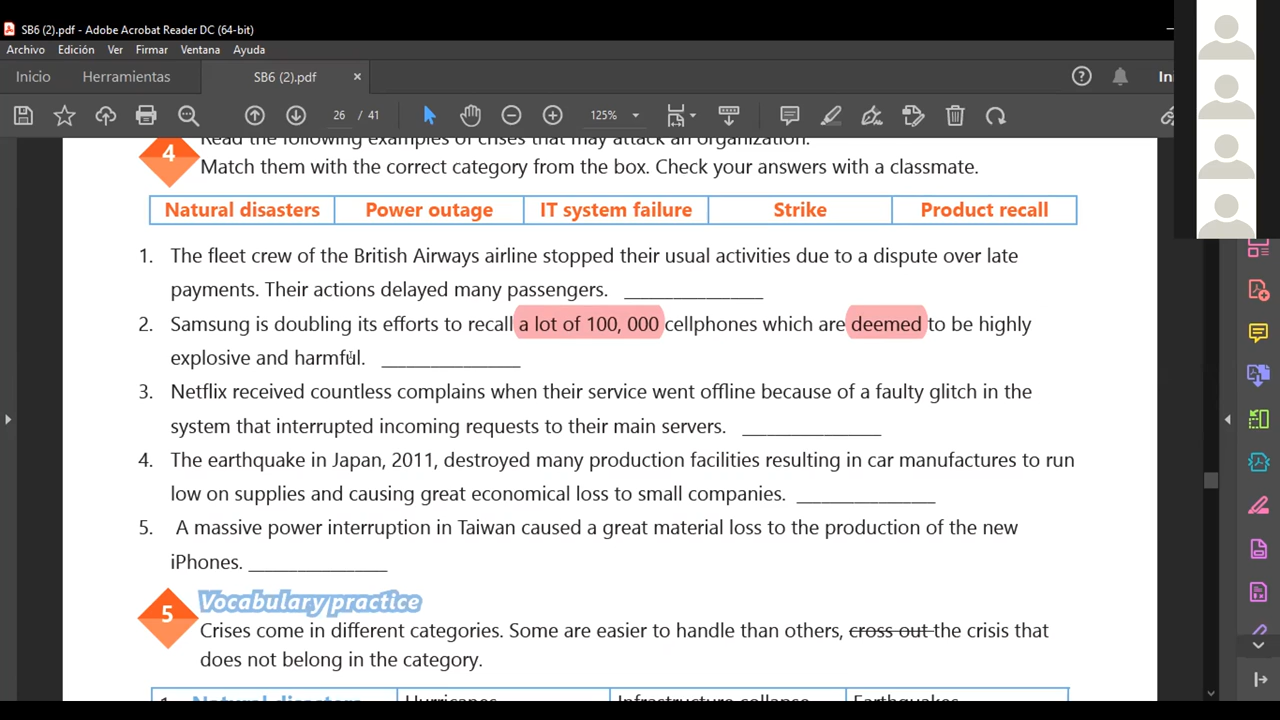 SB6 (2).pdf - Adobe Acrobat Reader DC (64-bit)
Archivo Edición Ver Firmar Ventana Ayuda
Inicio Herramientas SB6 (2).pdf × In
26 / 41 125%
4 Read the following examples of crises that may attack an organization.
Match them with the correct category from the box. Check your answers with a classmate.
Natural disasters Power outage IT system failure Strike Product recall
1. The fleet crew of the British Airways airline stopped their usual activities due to a dispute over late
payments. Their actions delayed many passengers. _______________
2. Samsung is doubling its efforts to recall a lot of 100, 000 cellphones which are deemed to be highly
explosive and harmful. _______________
3. Netflix received countless complains when their service went offline because of a faulty glitch in the
system that interrupted incoming requests to their main servers. _______________
4. The earthquake in Japan, 2011, destroyed many production facilities resulting in car manufactures to run
low on supplies and causing great economical loss to small companies. _______________
5. A massive power interruption in Taiwan caused a great material loss to the production of the new
iPhones. _______________
5 Vocabulary practice
Crises come in different categories. Some are easier to handle than others, cross out the crisis that
does not belong in the category.
1. Natural disasters Hurricanes Infrastructure collapse Earthquakes